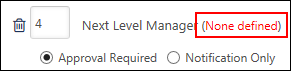 4 Next Level Manager (None defined)
Approval Required Notification Only